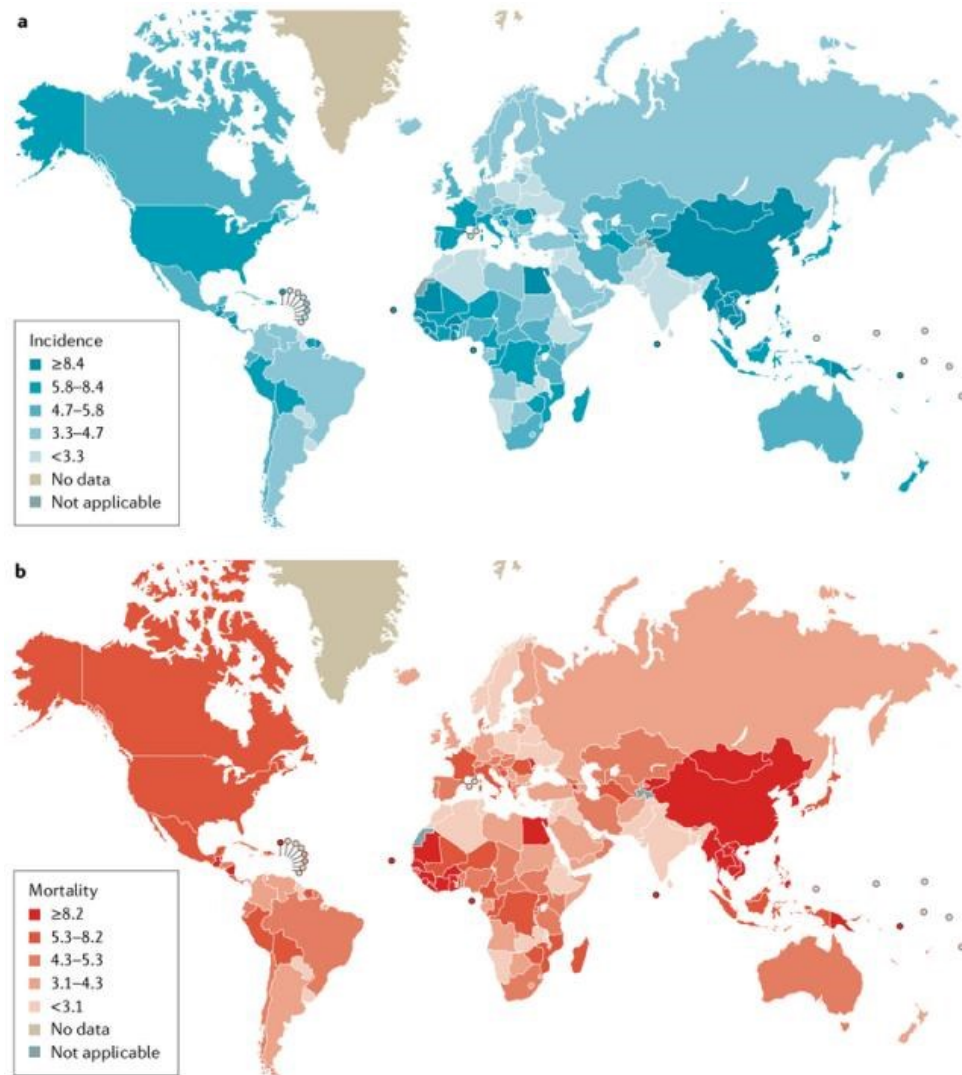 a
Incidence
≥8.4
5.8–8.4
4.7–5.8
3.3–4.7
<3.3
No data
Not applicable
b
Mortality
≥8.2
5.3–8.2
4.3–5.3
3.1–4.3
<3.1
No data
Not applicable